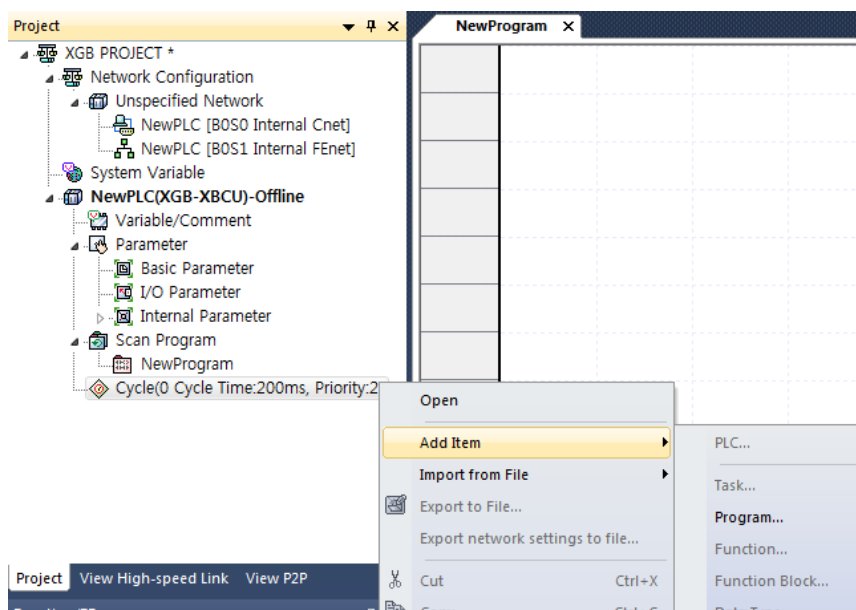 Project
NewProgram
XGB PROJECT *
Network Configuration
Unspecified Network
NewPLC [B0S0 Internal Cnet]
NewPLC [B0S1 Internal FEnet]
System Variable
NewPLC(XGB-XBCU)-Offline
Variable/Comment
Parameter
Basic Parameter
I/O Parameter
Internal Parameter
Scan Program
NewProgram
Cycle(0 Cycle Time:200ms, Priority:2
Open
Add Item
Import from File
Export to File...
Export network settings to file...
Cut Ctrl+X
PLC...
Task...
Program...
Function...
Function Block...
Project View High-speed Link View P2P